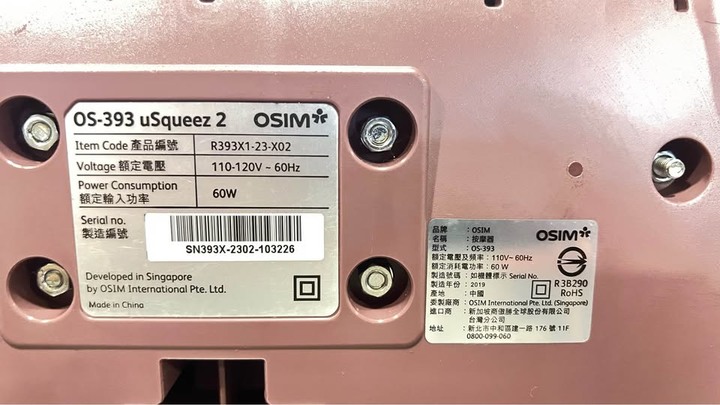 OS-393 uSqueez 2 OSIM
Item Code 產品編號 R393X1-23-X02
Voltage 額定電壓 110-120V ~ 60Hz
Power Consumption 60W
額定輸入功率
Serial no.
製造編號
SN393X-2302-103226
Developed in Singapore
by OSIM International Pte. Ltd.
Made in China
品牌 : OSIM
名稱 : 按摩器
型式 : OS-393
OSIM
額定電壓及頻率 : 110V~ 60Hz
額定消耗電功率 : 60 W
製造號碼 : 如機體標示 Serial No.
製造年份 : 2019
產地 : 中國
R3B290
RoHS
委製廠商 : OSIM International Pte. Ltd. (Singapore)
進口商 : 新加坡商傲勝全球股份有限公司
台灣分公司
地址 : 新北市中和區建一路 176 號 11F
0800-099-060